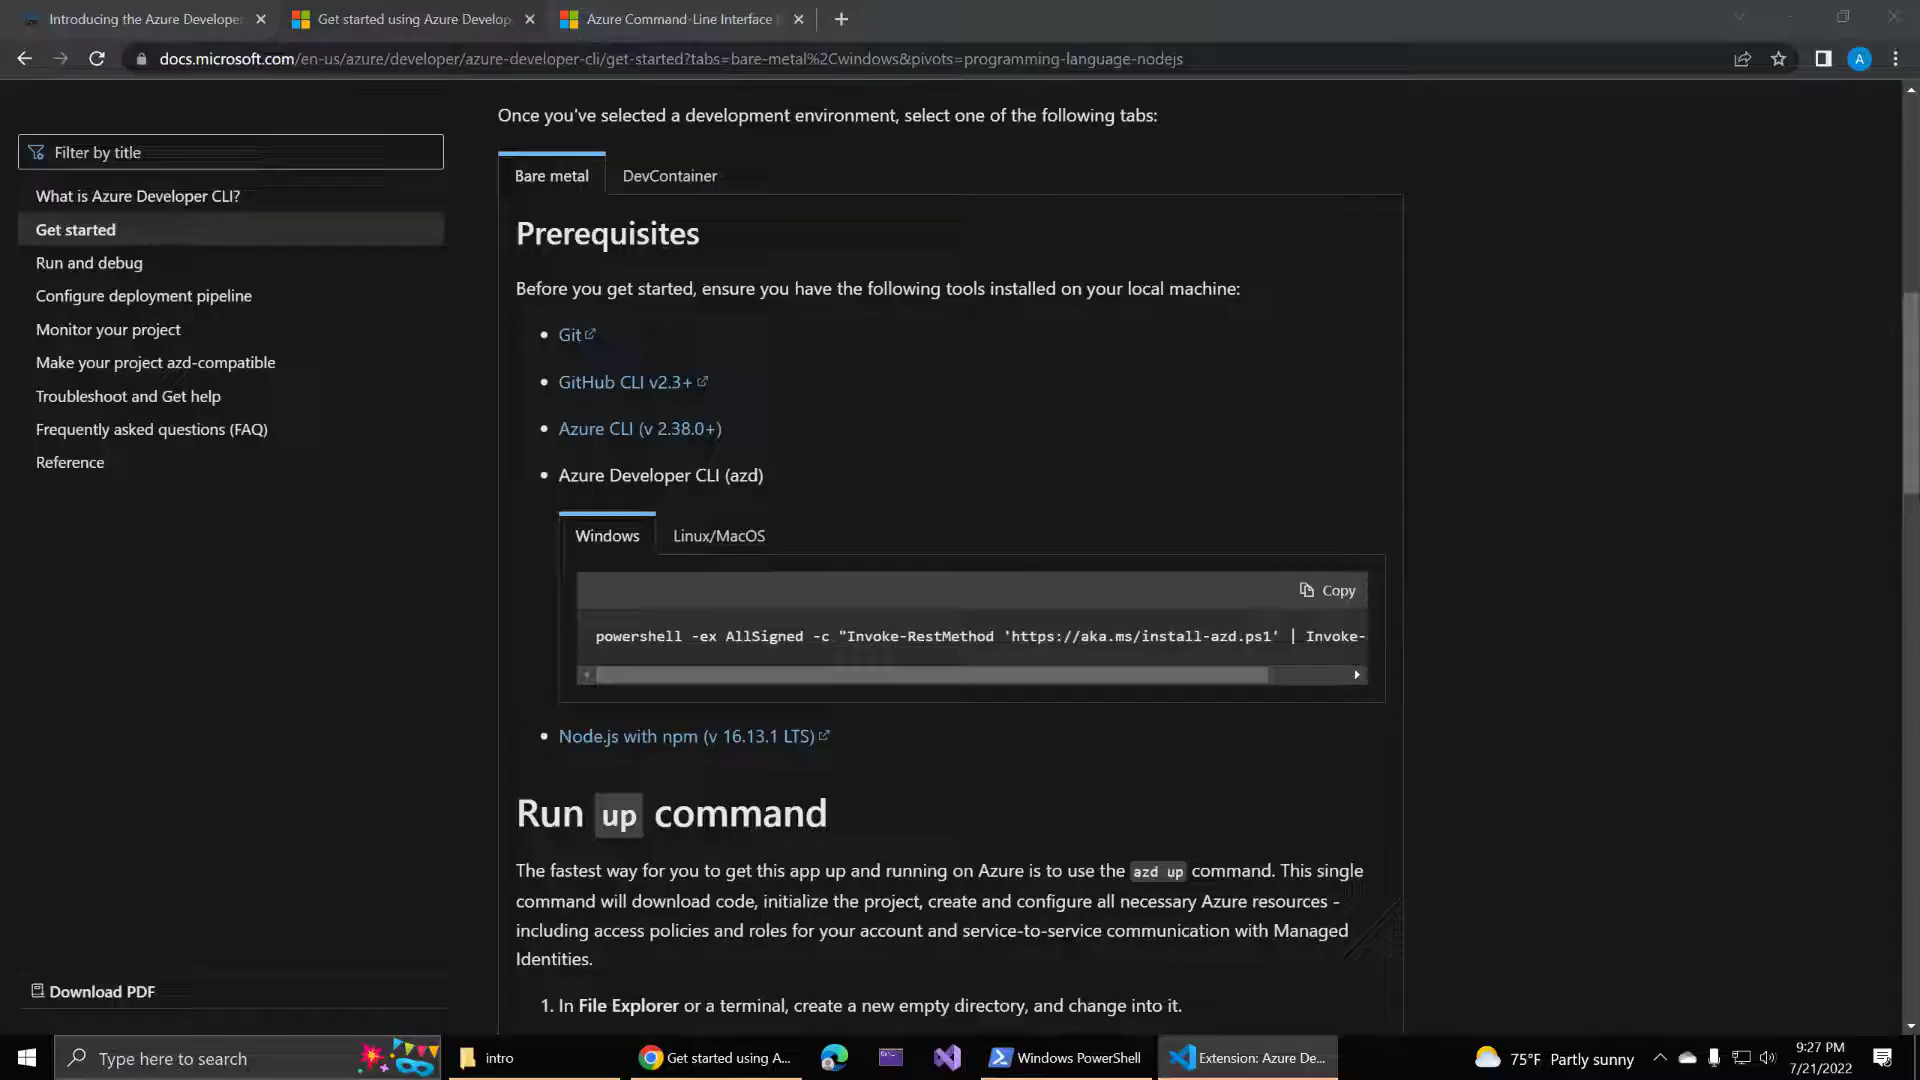 Introducing the Azure Developer
Get started using Azure Develop
Azure Command-Line Interface
docs.microsoft.com/en-us/azure/developer/azure-developer-cli/get-started?tabs=bare-metal%2Cwindows&pivots=programming-language-nodejs
A
Filter by title
What is Azure Developer CLI?
Get started
Run and debug
Configure deployment pipeline
Monitor your project
Make your project azd-compatible
Troubleshoot and Get help
Frequently asked questions (FAQ)
Reference
Download PDF
Once you've selected a development environment, select one of the following tabs:
Bare metal
DevContainer
Prerequisites
Before you get started, ensure you have the following tools installed on your local machine:
• Git
• GitHub CLI v2.3+
• Azure CLI (v 2.38.0+)
• Azure Developer CLI (azd)
Windows
Linux/MacOS
Copy
powershell -ex AllSigned -c "Invoke-RestMethod 'https://aka.ms/install-azd.ps1' | Invoke-
• Node.js with npm (v 16.13.1 LTS)
Run up command
The fastest way for you to get this app up and running on Azure is to use the azd up command. This single
command will download code, initialize the project, create and configure all necessary Azure resources -
including access policies and roles for your account and service-to-service communication with Managed
Identities.
1. In File Explorer or a terminal, create a new empty directory, and change into it.
Type here to search
intro
Get started using A...
Windows PowerShell
Extension: Azure De...
75°F Partly sunny
9:27 PM
7/21/2022